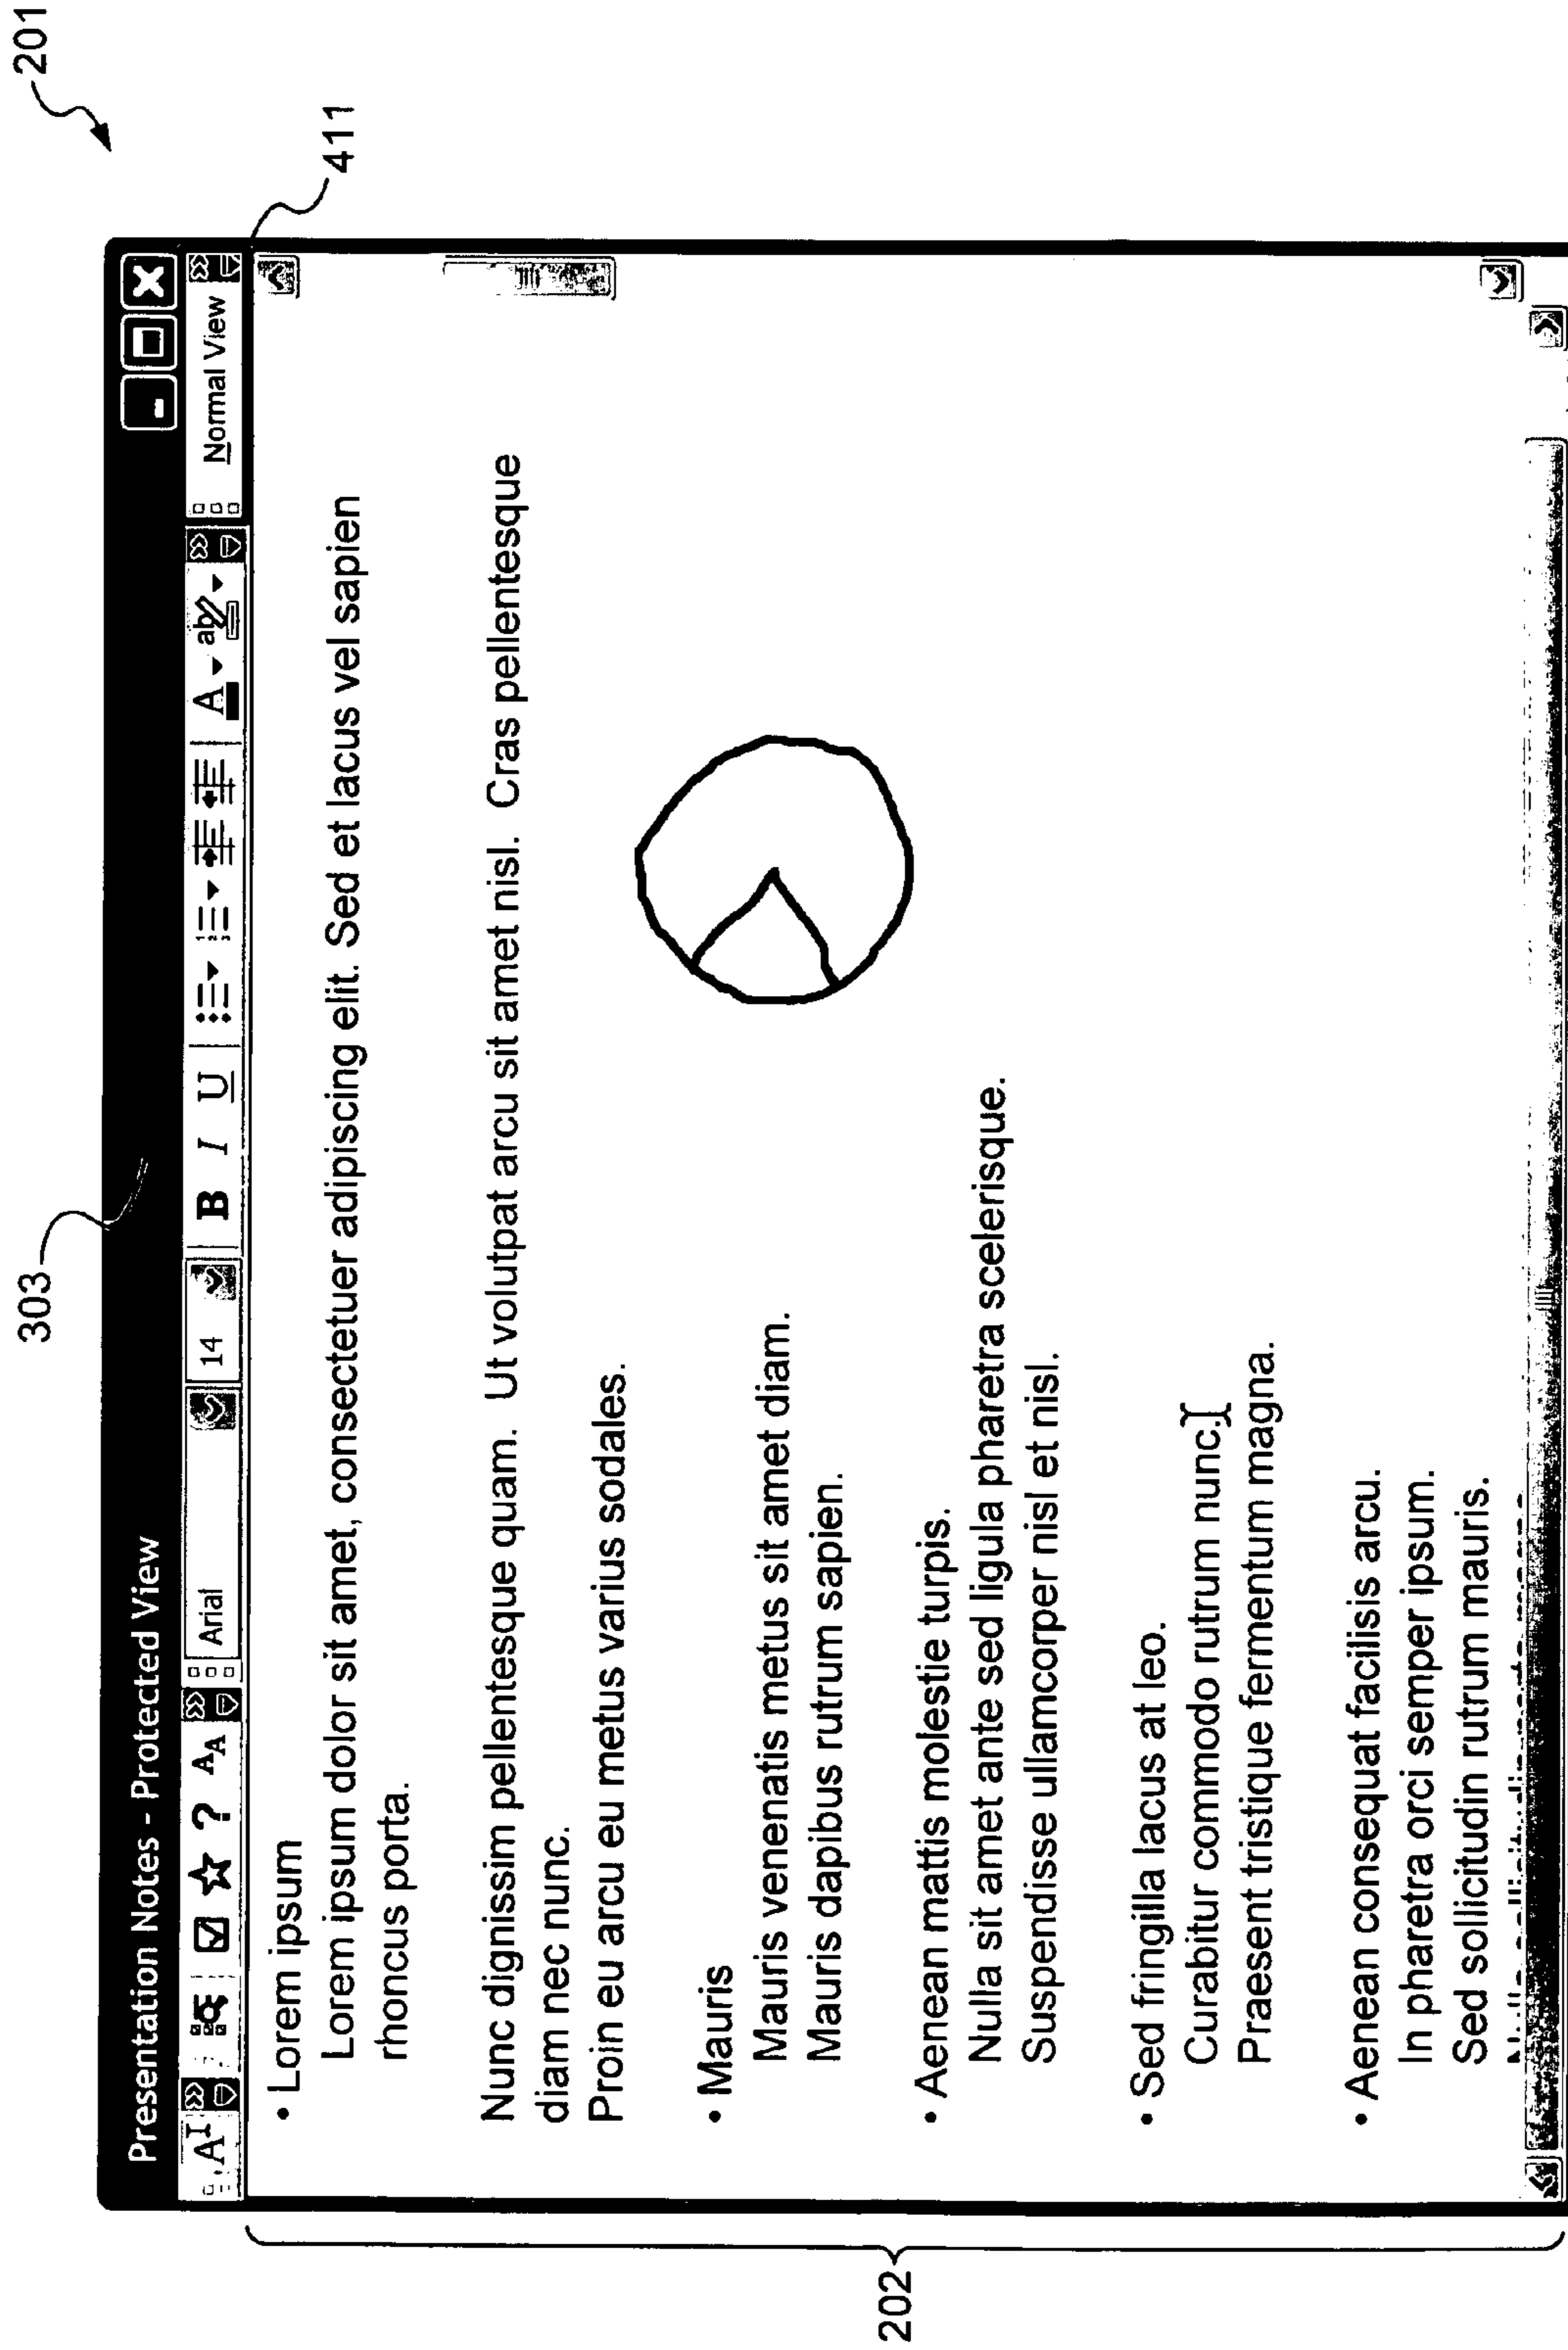 201
303
411
Presentation Notes - Protected View
A Arial 14 B I U A ab Normal View
• Lorem ipsum
Lorem ipsum dolor sit amet, consectetuer adipiscing elit. Sed et lacus vel sapien
rhoncus porta.
Nunc dignissim pellentesque quam. Ut volutpat arcu sit amet nisl. Cras pellentesque
diam nec nunc.
Proin eu arcu eu metus varius sodales.
• Mauris
Mauris venenatis metus sit amet diam.
Mauris dapibus rutrum sapien.
• Aenean mattis molestie turpis.
Nulla sit amet ante sed ligula pharetra scelerisque.
Suspendisse ullamcorper nisl et nisl.
• Sed fringilla lacus at leo.
Curabitur commodo rutrum nunc.
Praesent tristique fermentum magna.
• Aenean consequat facilisis arcu.
In pharetra orci semper ipsum.
Sed sollicitudin rutrum mauris.
202